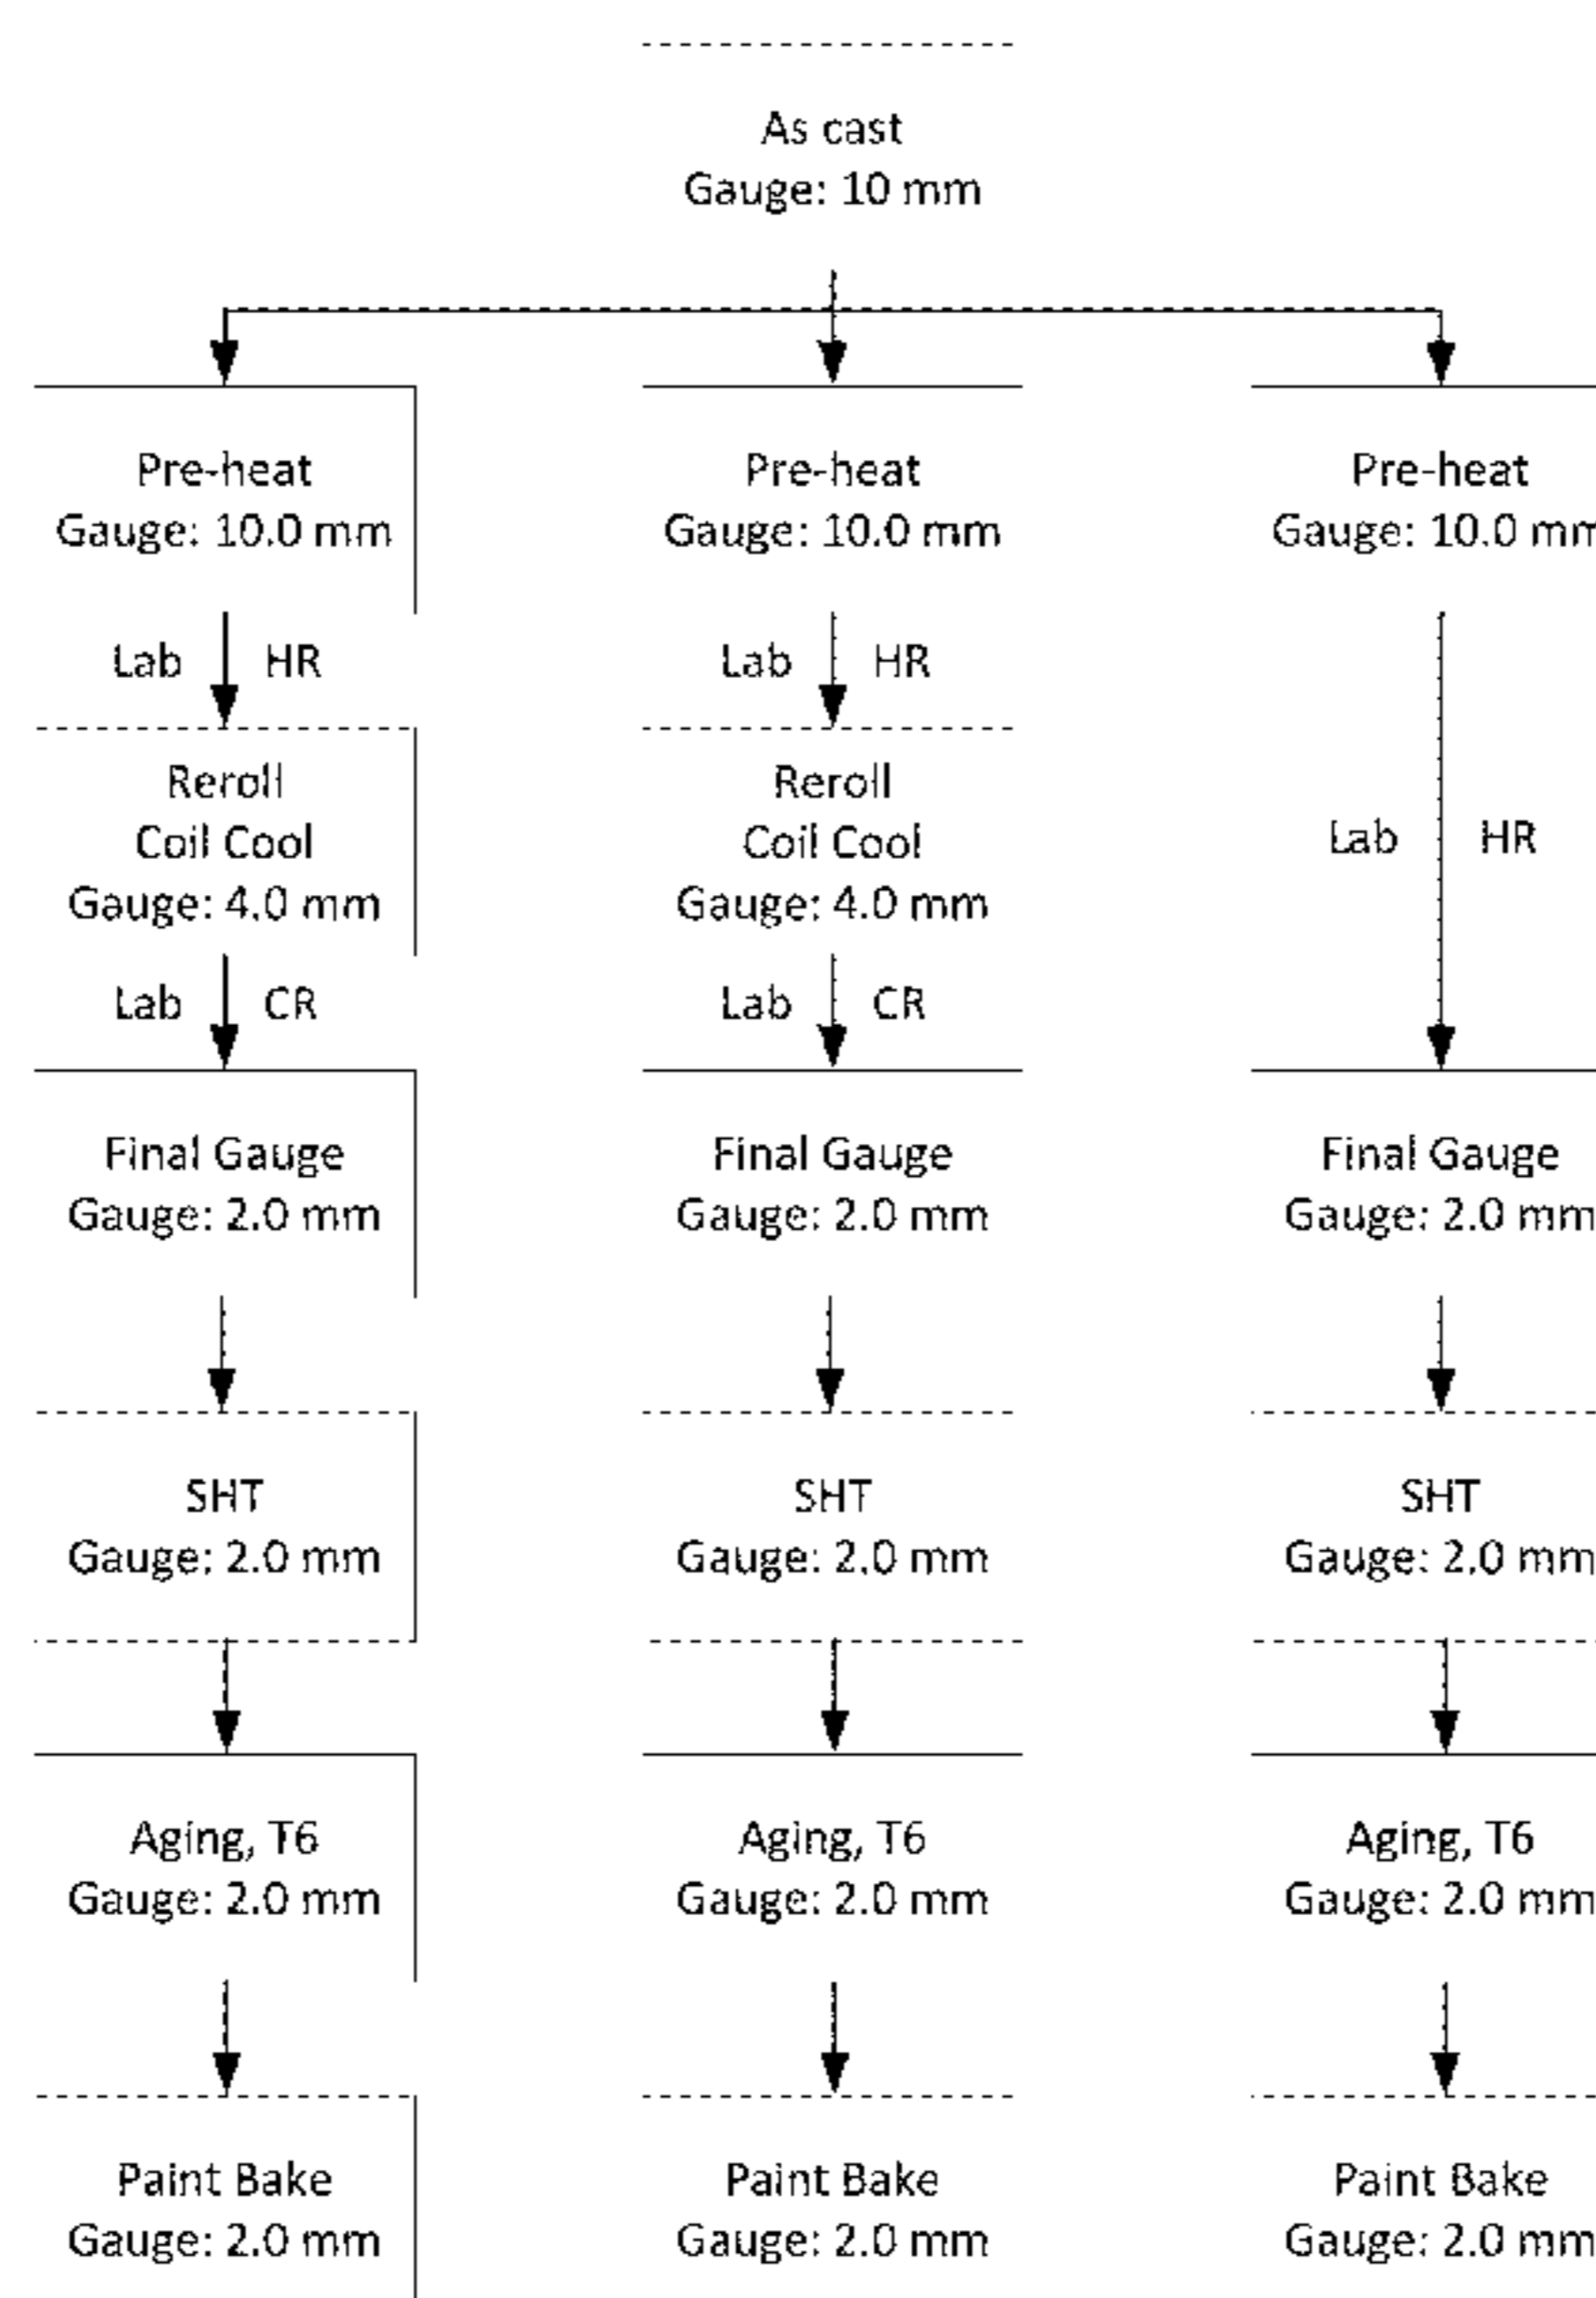 As cast
Gauge: 10 mm
Pre-heat
Gauge: 10.0 mm
Pre-heat
Gauge: 10.0 mm
Pre-heat
Gauge: 10.0 mm
Lab HR
Lab HR
Lab HR
Reroll
Coil Cool
Gauge: 4.0 mm
Reroll
Coil Cool
Gauge: 4.0 mm
Lab CR
Lab CR
Final Gauge
Gauge: 2.0 mm
Final Gauge
Gauge: 2.0 mm
Final Gauge
Gauge: 2.0 mm
SHT
Gauge: 2.0 mm
SHT
Gauge: 2.0 mm
SHT
Gauge: 2.0 mm
Aging, T6
Gauge: 2.0 mm
Aging, T6
Gauge: 2.0 mm
Aging, T6
Gauge: 2.0 mm
Paint Bake
Gauge: 2.0 mm
Paint Bake
Gauge: 2.0 mm
Paint Bake
Gauge: 2.0 mm